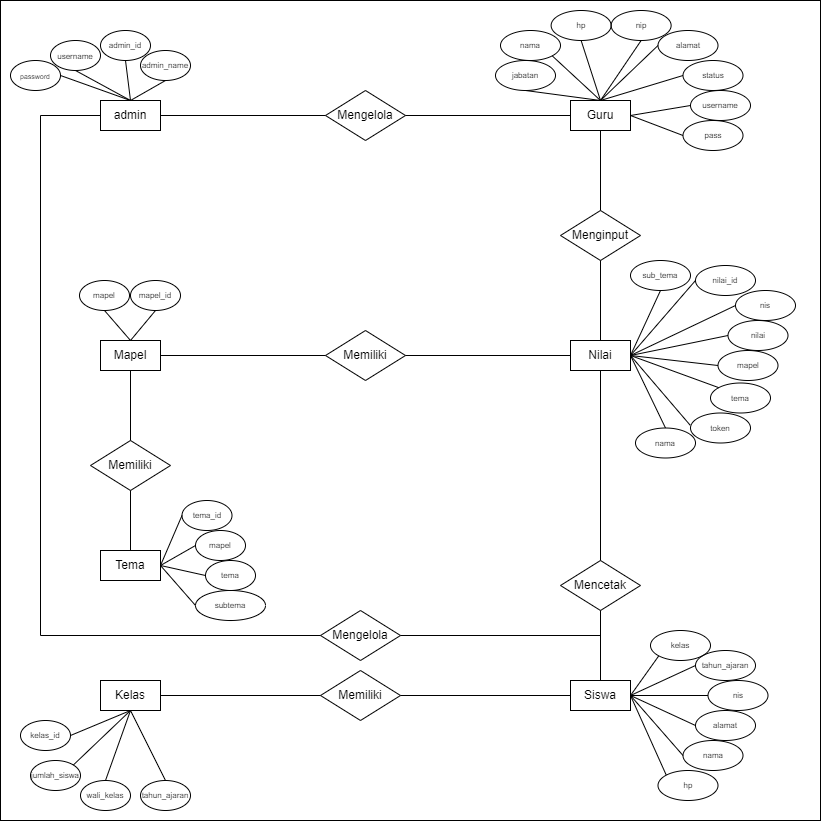 hp
nip
admin_id
nama
alamat
username
admin_name
password
jabatan
status
username
admin
Mengelola
Guru
pass
Menginput
sub_tema
nilai_id
mapel
mapel_id
nis
nilai
Mapel
Memiliki
Nilai
mapel
tema
token
nama
Memiliki
tema_id
mapel
Tema
tema
subtema
Mencetak
Mengelola
kelas
tahun_ajaran
Kelas
Memiliki
Siswa
nis
alamat
kelas_id
nama
jumlah_siswa
hp
wali_kelas
tahun_ajaran